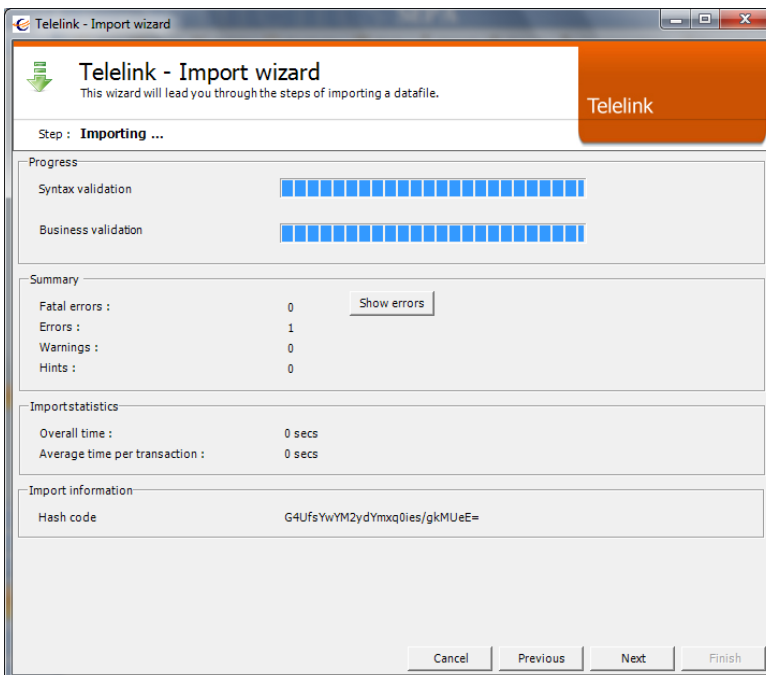 Telelink - Import wizard
Telelink - Import wizard
This wizard will lead you through the steps of importing a datafile.
Telelink
Step : Importing ...
Progress
Syntax validation
Business validation
Summary
Fatal errors : 0 Show errors
Errors : 1
Warnings : 0
Hints : 0
Importstatistics
Overall time : 0 secs
Average time per transaction : 0 secs
Import information
Hash code G4UfsYwYM2ydYmxq0ies/gkMUeE=
Cancel Previous Next Finish